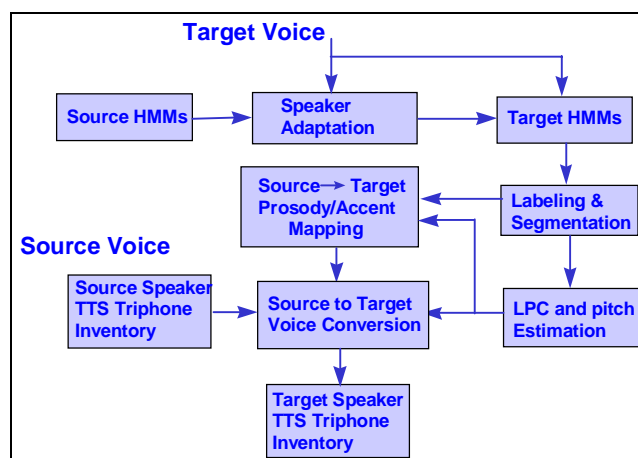 Target Voice
Source HMMs
Speaker
Adaptation
Target HMMs
Source → Target
Prosody/Accent
Mapping
Labeling &
Segmentation
Source Voice
Source Speaker
TTS Triphone
Inventory
Source to Target
Voice Conversion
LPC and pitch
Estimation
Target Speaker
TTS Triphone
Inventory